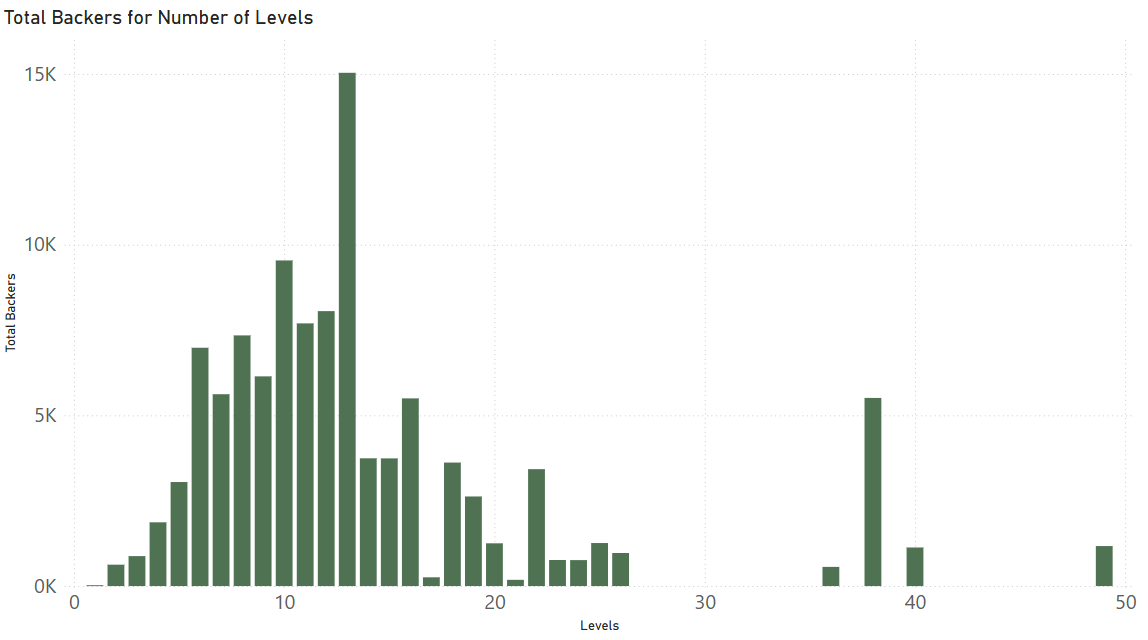 Total Backers for Number of Levels
15K
10K
5K
0K
Total Backers
0 10 20 30 40 50
Levels